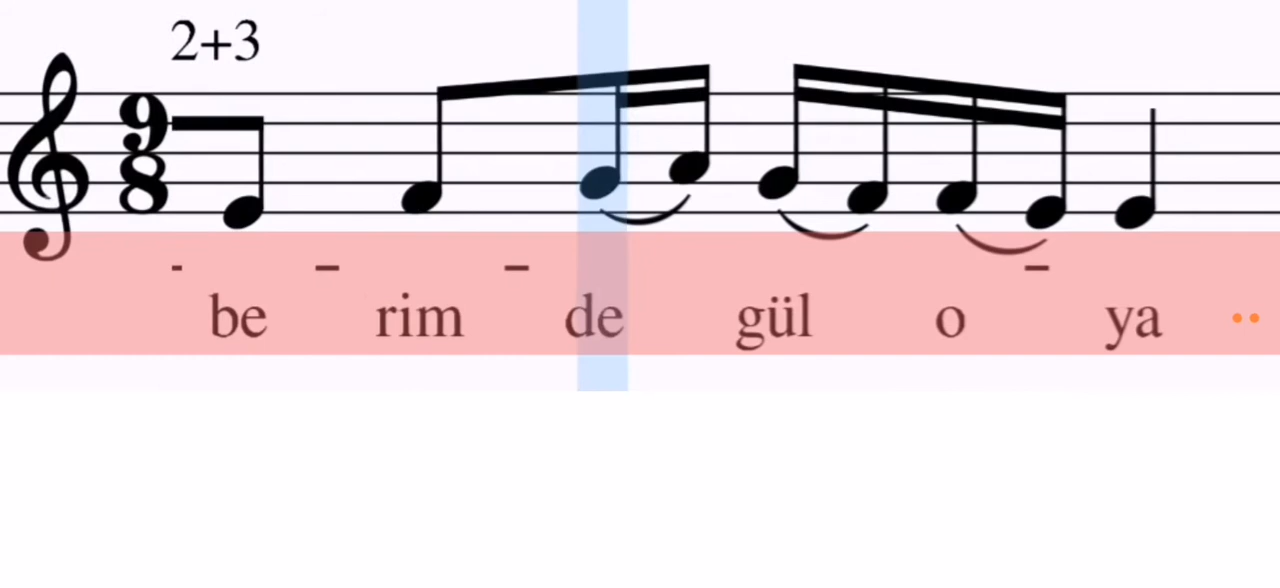 2+3
9
8
- be - rim - de gül o - ya ..